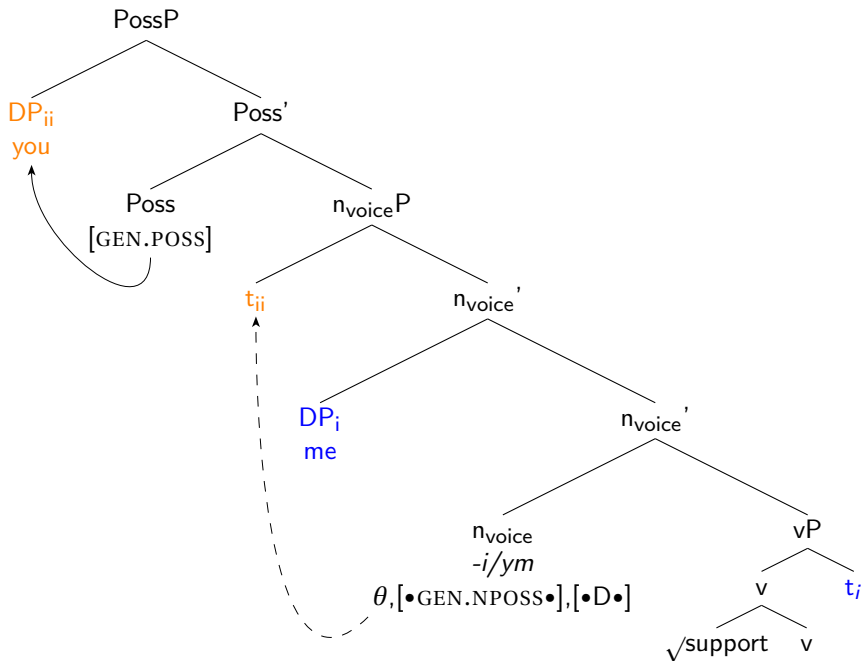 PossP
DPii Poss'
you
Poss nvoiceP
[GEN.POSS]
tii nvoice'
DPi nvoice'
me
nvoice vP
-i/ym
θ,[•GEN.NPOSS•],[•D•] v ti
√support v